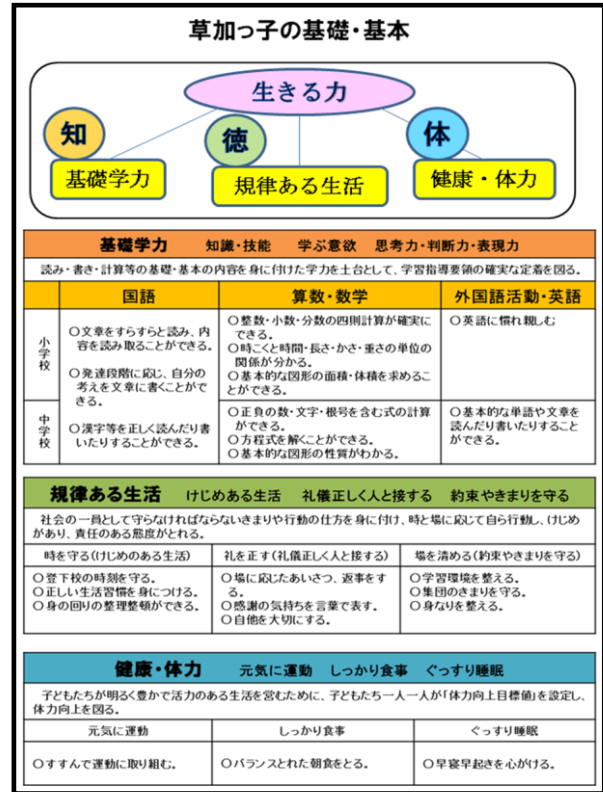 草加っ子の基礎・基本
生きる力
知
徳
体
基礎学力
規律ある生活
健康・体力
基礎学力 知識・技能 学ぶ意欲 思考力・判断力・表現力
読み・書き・計算等の基礎・基本の内容を身に付けた学力を土台として、学習指導要領の確実な定着を図る。
国語
算数・数学
外国語活動・英語
小学校
○文章をすらすらと読み、内
容を読み取ることができる。
○発達段階に応じ、自分の
考えを文章に書くことがで
きる。
○漢字等を正しく読んだり書
いたりすることができる。
○整数・小数・分数の四則計算が確実に
できる。
○時こくと時間・長さ・かさ・重さの単位の
関係が分かる。
○基本的な図形の面積・体積を求めるこ
とができる。
○英語に慣れ親しむ
中学校
○正負の数・文字・根号を含む式の計算
ができる。
○方程式を解くことができる。
○基本的な図形の性質がわかる。
○基本的な単語や文章を
読んだり書いたりすること
ができる。
規律ある生活 けじめある生活 礼儀正しく人と接する 約束やきまりを守る
社会の一員として守らなければならないきまりや行動の仕方を身に付け、時と場に応じて自ら行動し、けじめ
があり、責任のある態度がとれる。
時を守る(けじめのある生活)
礼を正す(礼儀正しく人と接する)
場を清める(約束やきまりを守る)
○登下校の時刻を守る。
○正しい生活習慣を身につける。
○身の回りの整理整頓ができる。
○場に応じたあいさつ、返事をす
る。
○感謝の気持ちを言葉で表す。
○自他を大切にする。
○学習環境を整える。
○集団のきまりを守る。
○身なりを整える。
健康・体力 元気に運動 しっかり食事 ぐっすり睡眠
子どもたちが明るく豊かで活力のある生活を営むために、子どもたち一人一人が「体力向上目標値」を設定し、
体力向上を図る。
元気に運動
しっかり食事
ぐっすり睡眠
○すすんで運動に取り組む。
○バランスとれた朝食をとる。
○早寝早起きを心がける。